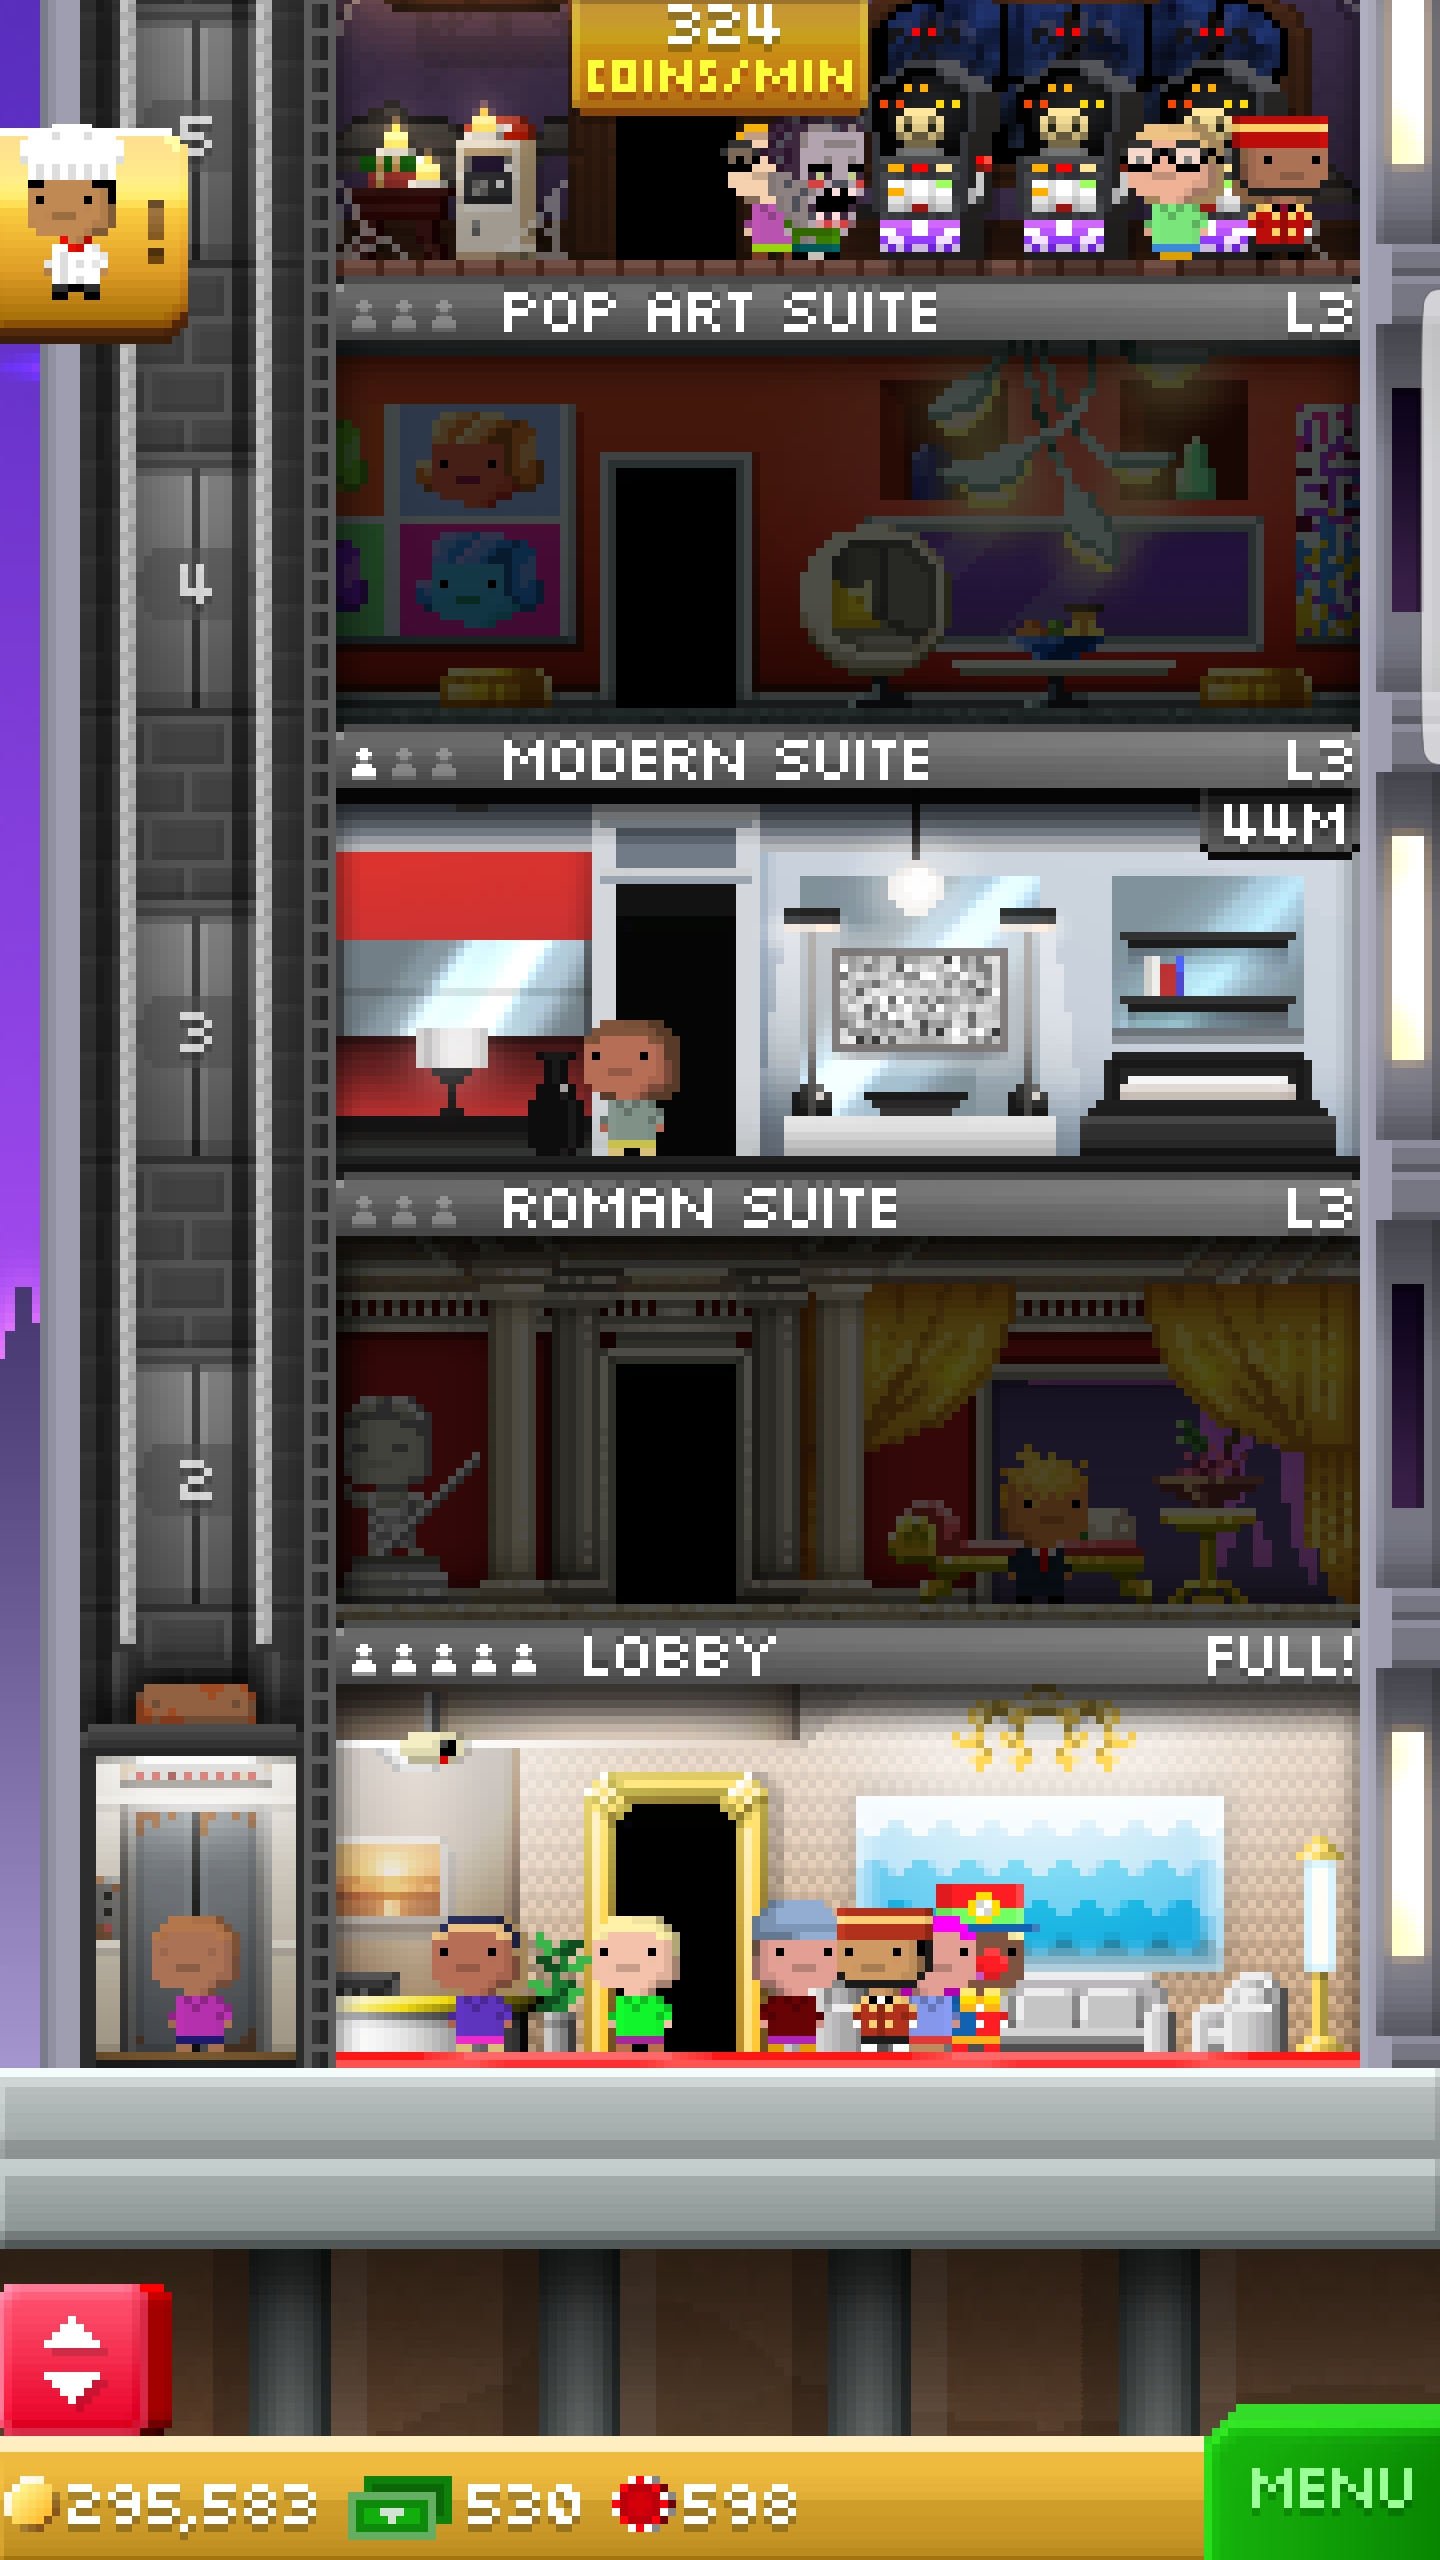 324
COINS/MIN
5
!
POP ART SUITE L3
4
MODERN SUITE L3
44M
3
ROMAN SUITE L3
2
LOBBY FULL!
295,583 530 598
MENU